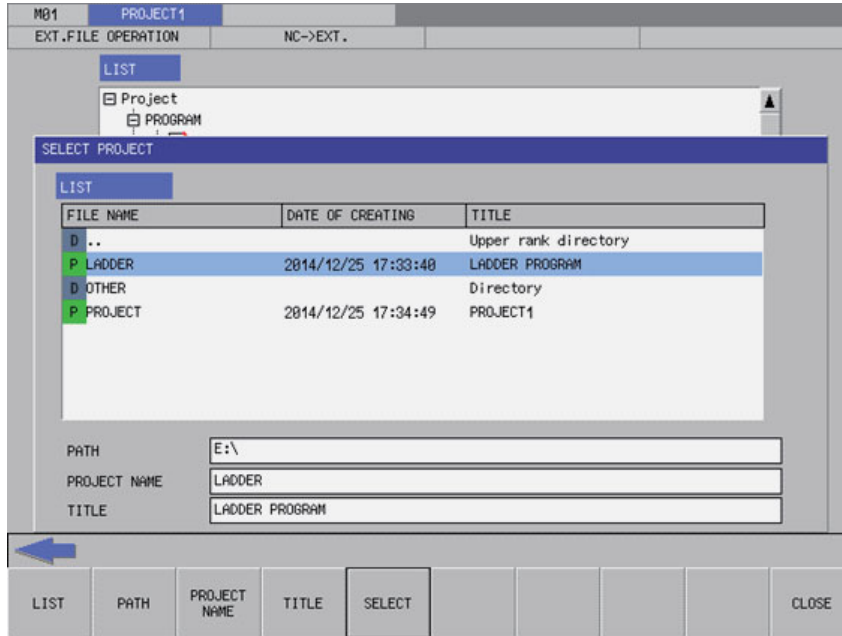 M01 PROJECT1
EXT.FILE OPERATION NC->EXT.
LIST
Project
PROGRAM
SELECT PROJECT
LIST
FILE NAME DATE OF CREATING TITLE
D .. Upper rank directory
P LADDER 2014/12/25 17:33:40 LADDER PROGRAM
D OTHER Directory
P PROJECT 2014/12/25 17:34:49 PROJECT1
PATH E:\
PROJECT NAME LADDER
TITLE LADDER PROGRAM
LIST PATH PROJECT NAME TITLE SELECT CLOSE